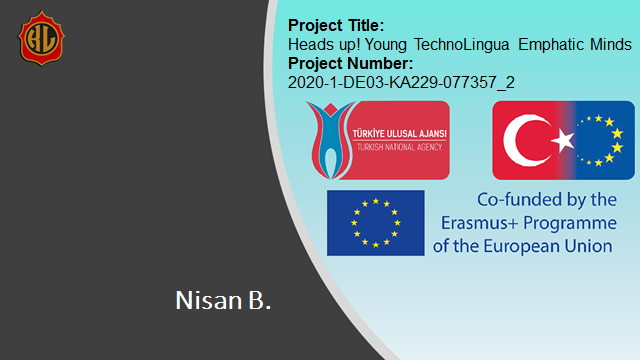 HL
Project Title:
Heads up! Young TechnoLingua Emphatic Minds
Project Number:
2020-1-DE03-KA229-077357_2
TÜRKİYE ULUSAL AJANSI
TURKISH NATIONAL AGENCY
Co-funded by the
Erasmus+ Programme
of the European Union
Nisan B.